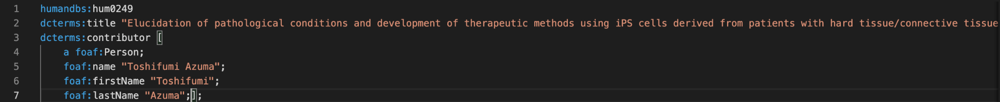 1 humandbs:hum0249
2 dcterms:title "Elucidation of pathological conditions and development of therapeutic methods using iPS cells derived from patients with hard tissue/connective tissue
3 dcterms:contributor [
4 a foaf:Person;
5 foaf:name "Toshifumi Azuma";
6 foaf:firstName "Toshifumi";
7 foaf:lastName "Azuma";];